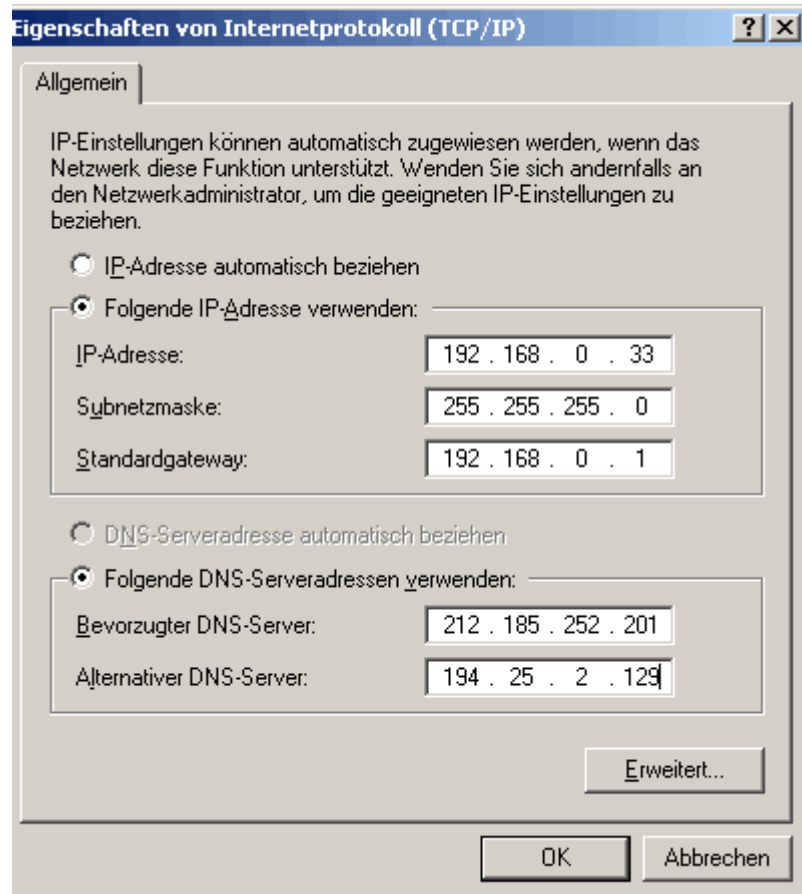 Eigenschaften von Internetprotokoll (TCP/IP)
Allgemein
IP-Einstellungen können automatisch zugewiesen werden, wenn das
Netzwerk diese Funktion unterstützt. Wenden Sie sich andernfalls an
den Netzwerkadministrator, um die geeigneten IP-Einstellungen zu
beziehen.
IP-Adresse automatisch beziehen
Folgende IP-Adresse verwenden:
IP-Adresse: 192 . 168 . 0 . 33
Subnetzmaske: 255 . 255 . 255 . 0
Standardgateway: 192 . 168 . 0 . 1
DNS-Serveradresse automatisch beziehen
Folgende DNS-Serveradressen verwenden:
Bevorzugter DNS-Server: 212 . 185 . 252 . 201
Alternativer DNS-Server: 194 . 25 . 2 . 129
Erweitert...
OK Abbrechen